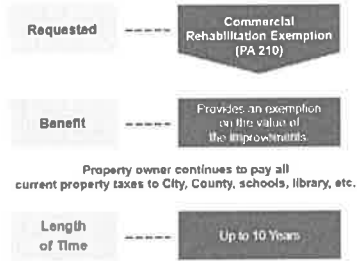 Requested
Commercial
Rehabilitation Exemption
(PA 210)
Benefit
Provides an exemption
on the value of
the improvements
Property owner continues to pay all
current property taxes to City, County, schools, library, etc.
Length
of Time
Up to 10 Years